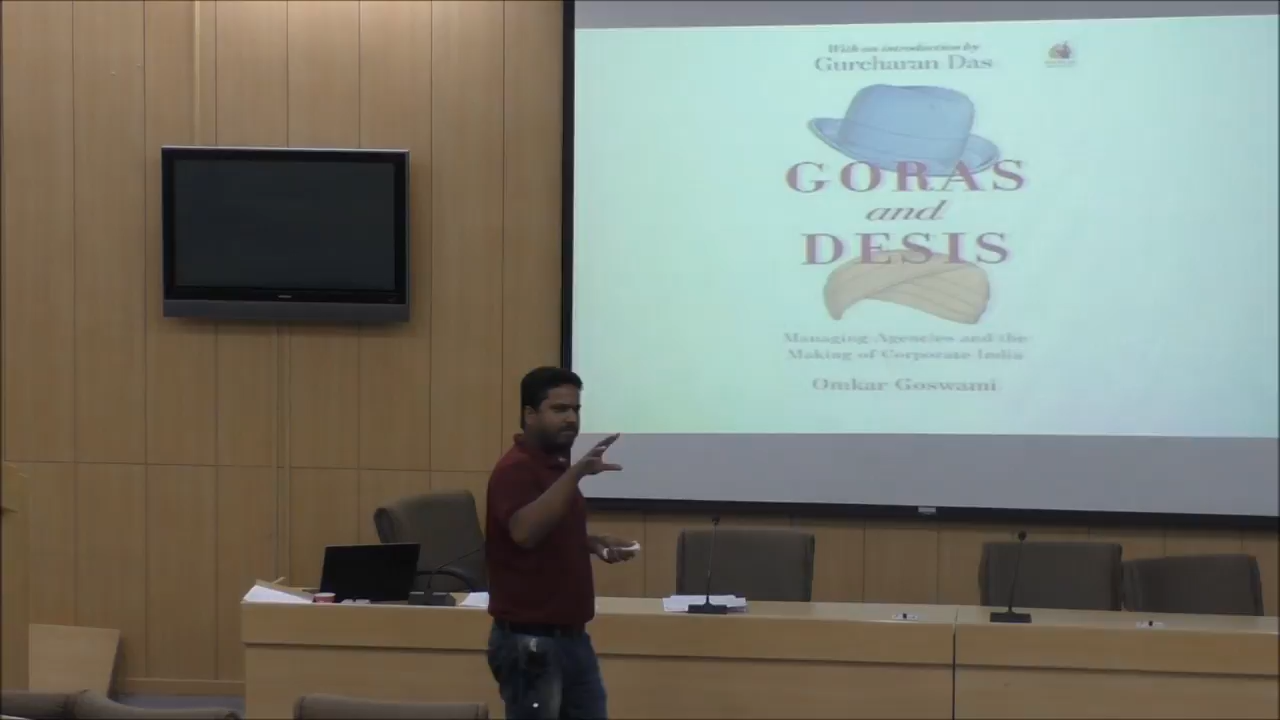 With an introduction by
Gurcharan Das
GORAS
and
DESIS
Managing Agencies and the
Making of Corporate India
Omkar Goswami